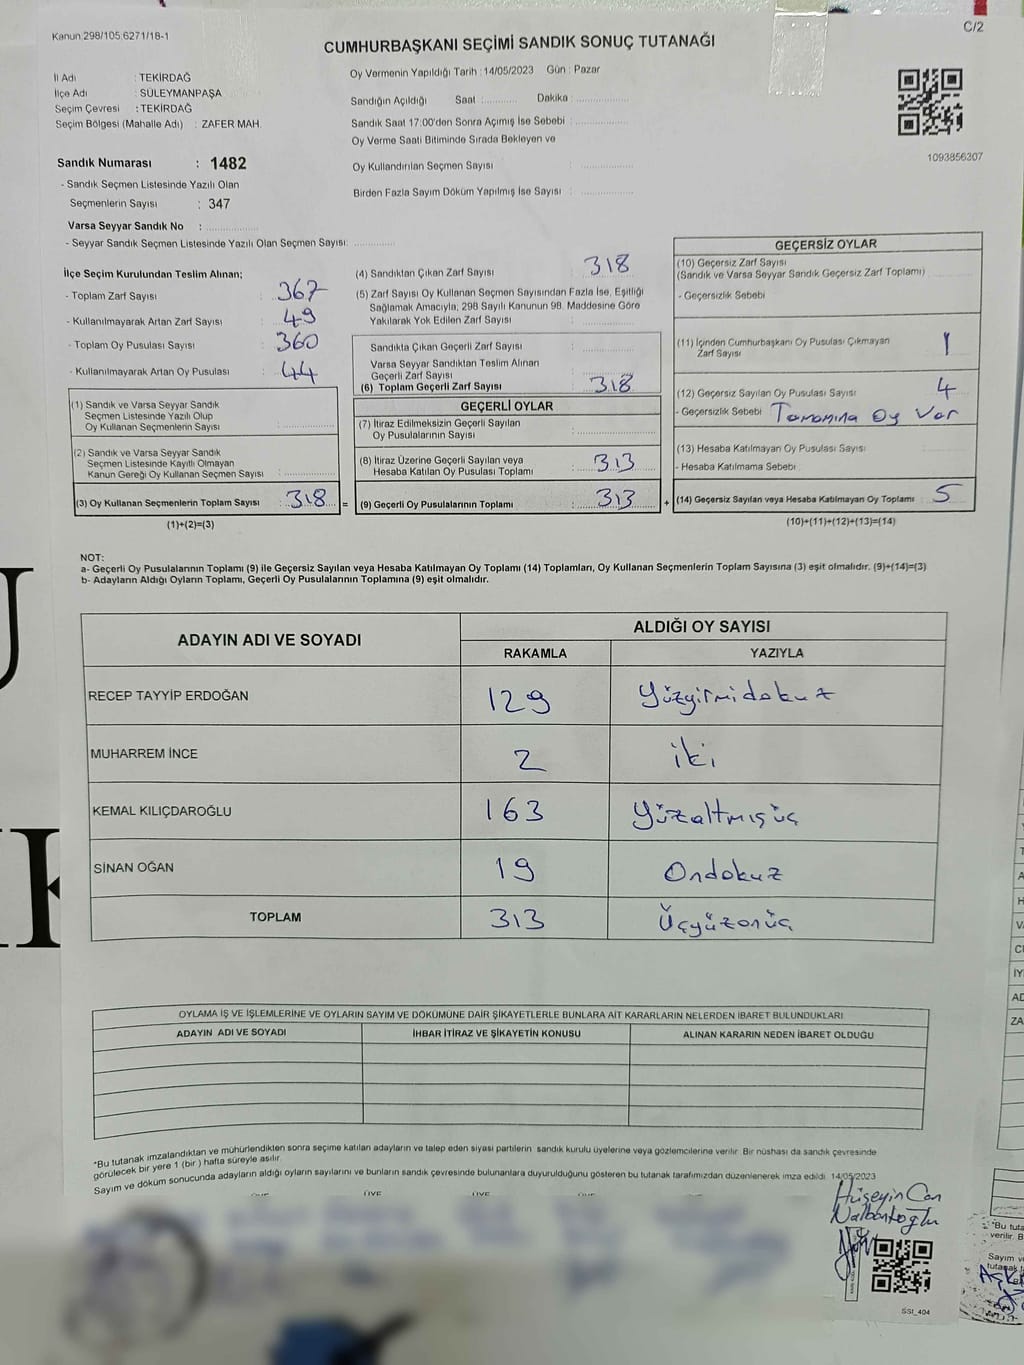 Kanun:298/105.6271/18-1
C/2
CUMHURBAŞKANI SEÇİMİ SANDIK SONUÇ TUTANAĞI
İl Adı : TEKİRDAĞ
İlçe Adı : SÜLEYMANPAŞA
Seçim Çevresi : TEKİRDAĞ
Seçim Bölgesi (Mahalle Adı) : ZAFER MAH.
Sandık Numarası : 1482
- Sandık Seçmen Listesinde Yazılı Olan
Seçmenlerin Sayısı : 347
Varsa Seyyar Sandık No :
- Seyyar Sandık Seçmen Listesinde Yazılı Olan Seçmen Sayısı:
Oy Vermenin Yapıldığı Tarih : 14/05/2023 Gün : Pazar
Sandığın Açıldığı Saat : Dakika :
Sandık Saat 17:00'den Sonra Açımış İse Sebebi :
Oy Verme Saati Bitiminde Sırada Bekleyen ve
Oy Kullandırılan Seçmen Sayısı :
Birden Fazla Sayım Döküm Yapılmış İse Sayısı :
1093856307
İlçe Seçim Kurulundan Teslim Alınan;
- Toplam Zarf Sayısı : 367
- Kullanılmayarak Artan Zarf Sayısı : 49
- Toplam Oy Pusulası Sayısı : 360
- Kullanılmayarak Artan Oy Pusulası : 44
(1) Sandık ve Varsa Seyyar Sandık
Seçmen Listesinde Yazılı Olup
Oy Kullanan Seçmenlerin Sayısı :
(2) Sandık ve Varsa Seyyar Sandık
Seçmen Listesinde Kayıtlı Olmayan
Kanun Gereği Oy Kullanan Seçmen Sayısı :
(3) Oy Kullanan Seçmenlerin Toplam Sayısı : 318 =
(1)+(2)=(3)
(4) Sandıktan Çıkan Zarf Sayısı : 318
(5) Zarf Sayısı Oy Kullanan Seçmen Sayısından Fazla İse, Eşitliği
Sağlamak Amacıyla; 298 Sayılı Kanunun 98. Maddesine Göre
Yakılarak Yok Edilen Zarf Sayısı :
Sandıkta Çıkan Geçerli Zarf Sayısı :
Varsa Seyyar Sandıktan Teslim Alınan
Geçerli Zarf Sayısı :
(6) Toplam Geçerli Zarf Sayısı : 318
GEÇERLİ OYLAR
(7) İtiraz Edilmeksizin Geçerli Sayılan
Oy Pusulalarının Sayısı :
(8) İtiraz Üzerine Geçerli Sayılan veya
Hesaba Katılan Oy Pusulası Toplamı : 313
(9) Geçerli Oy Pusulalarının Toplamı : 313 +
GEÇERSİZ OYLAR
(10) Geçersiz Zarf Sayısı
(Sandık ve Varsa Seyyar Sandık Geçersiz Zarf Toplamı)
- Geçersizlik Sebebi
(11) İçinden Cumhurbaşkanı Oy Pusulası Çıkmayan
Zarf Sayısı 1
(12) Geçersiz Sayılan Oy Pusulası Sayısı 4
- Geçersizlik Sebebi Tamamına oy var
(13) Hesaba Katılmayan Oy Pusulası Sayısı
- Hesaba Katılmama Sebebi
(14) Geçersiz Sayılan veya Hesaba Katılmayan Oy Toplamı 5
(10)+(11)+(12)+(13)=(14)
NOT:
a- Geçerli Oy Pusulalarının Toplamı (9) ile Geçersiz Sayılan veya Hesaba Katılmayan Oy Toplamı (14) Toplamları, Oy Kullanan Seçmenlerin Toplam Sayısına (3) eşit olmalıdır. (9)+(14)=(3)
b- Adayların Aldığı Oyların Toplamı, Geçerli Oy Pusulalarının Toplamına (9) eşit olmalıdır.
ADAYIN ADI VE SOYADI
ALDIĞI OY SAYISI
RAKAMLA YAZIYLA
RECEP TAYYİP ERDOĞAN 129 Yüzyirmidokuz
MUHARREM İNCE 2 iki
KEMAL KILIÇDAROĞLU 163 Yüzaltmışüç
SİNAN OĞAN 19 Ondokuz
TOPLAM 313 Üçyüzonüç
OYLAMA İŞ VE İŞLEMLERİNE VE OYLARIN SAYIM VE DÖKÜMÜNE DAİR ŞİKAYETLERLE BUNLARA AİT KARARLARIN NELERDEN İBARET BULUNDUKLARI
ADAYIN ADI VE SOYADI İHBAR İTİRAZ VE ŞİKAYETİN KONUSU ALINAN KARARIN NEDEN İBARET OLDUĞU
*Bu tutanak imzalandıktan ve mühürlendikten sonra seçime katılan adayların ve talep eden siyasi partilerin sandık kurulu üyelerine veya gözlemcilerine verilir. Bir nüshası da sandık çevresinde
görülecek bir yere 1 (bir) hafta süreyle asılır.
Sayım ve döküm sonucunda adayların aldığı oyların sayılarını ve bunların sandık çevresinde bulunanlara duyurulduğunu gösteren bu tutanak tarafımızdan düzenlenerek imza edildi. 14/05/2023
ÜYE ÜYE
Hüseyin Can
Nalbantoğlu
SSI_404